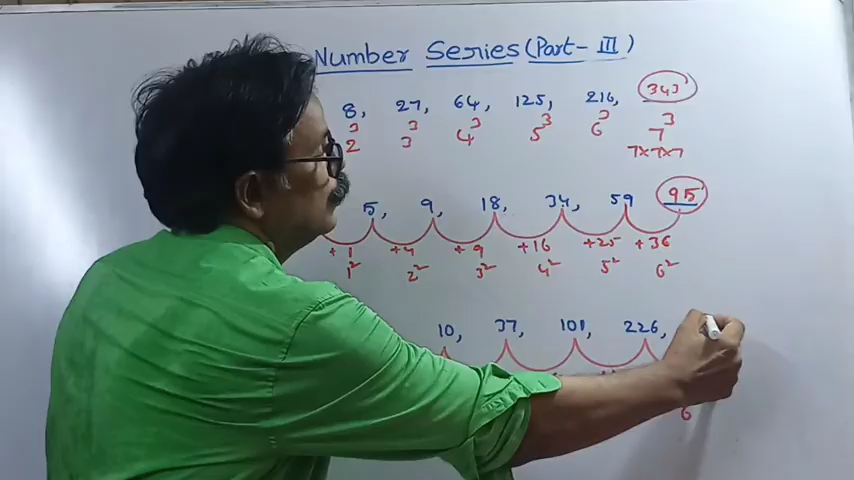 Number Series (Part- III)
8, 27, 64, 125, 216, 343
2³ 3³ 4³ 5³ 6³ 7³
7×7×7
5, 9, 18, 34, 59 95
+1 +4 +9 +16 +25 +36
1² 2² 3² 4² 5² 6²
10, 37, 101, 226,
6